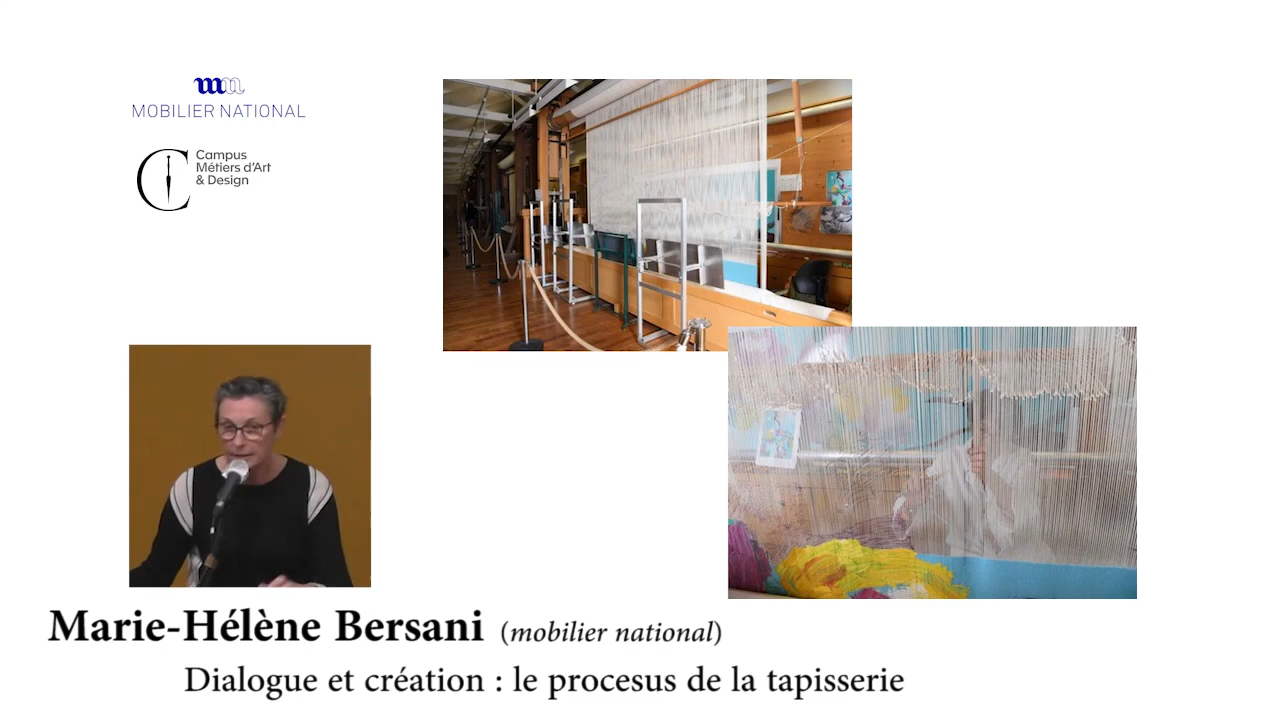 MOBILIER NATIONAL
Campus
Métiers d'Art
& Design
Marie-Hélène Bersani (mobilier national)
Dialogue et création : le procesus de la tapisserie